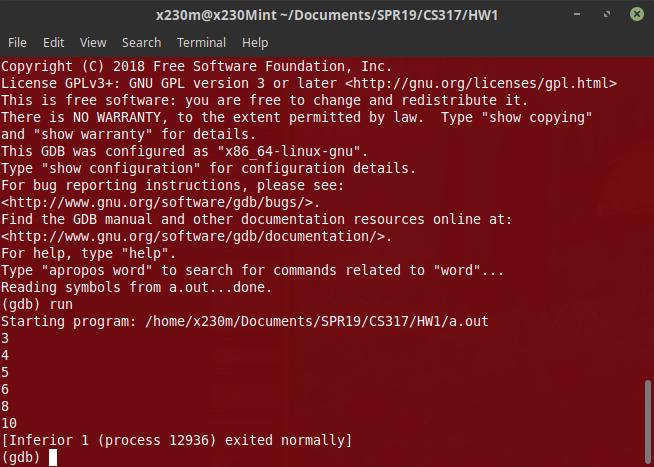 x230m@x230Mint ~/Documents/SPR19/CS317/HW1
File Edit View Search Terminal Help
Copyright (C) 2018 Free Software Foundation, Inc.
License GPLv3+: GNU GPL version 3 or later <http://gnu.org/licenses/gpl.html>
This is free software: you are free to change and redistribute it.
There is NO WARRANTY, to the extent permitted by law.  Type "show copying"
and "show warranty" for details.
This GDB was configured as "x86_64-linux-gnu".
Type "show configuration" for configuration details.
For bug reporting instructions, please see:
<http://www.gnu.org/software/gdb/bugs/>.
Find the GDB manual and other documentation resources online at:
<http://www.gnu.org/software/gdb/documentation/>.
For help, type "help".
Type "apropos word" to search for commands related to "word"...
Reading symbols from a.out...done.
(gdb) run
Starting program: /home/x230m/Documents/SPR19/CS317/HW1/a.out
3
4
5
6
8
10
[Inferior 1 (process 12936) exited normally]
(gdb)